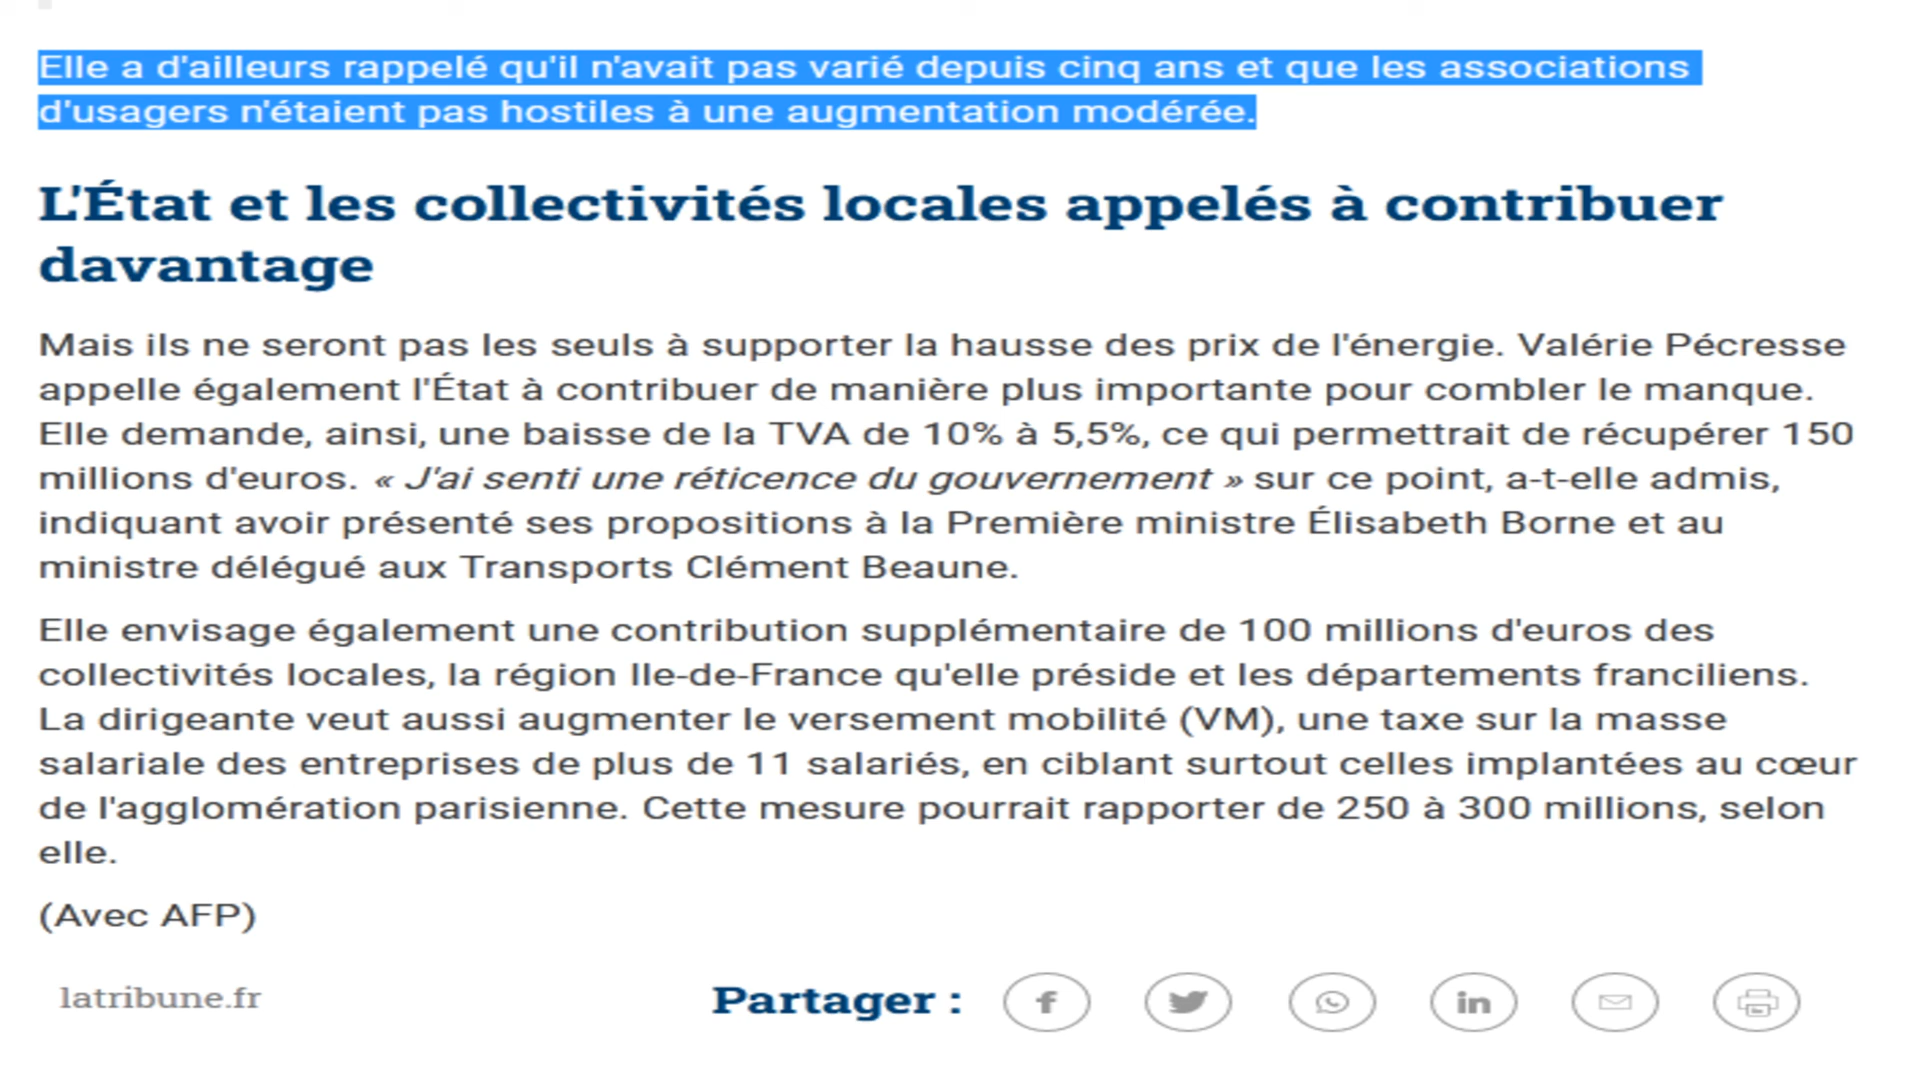 Elle a d'ailleurs rappelé qu'il n'avait pas varié depuis cinq ans et que les associations
d'usagers n'étaient pas hostiles à une augmentation modérée.
L'État et les collectivités locales appelés à contribuer
davantage
Mais ils ne seront pas les seuls à supporter la hausse des prix de l'énergie. Valérie Pécresse
appelle également l'État à contribuer de manière plus importante pour combler le manque.
Elle demande, ainsi, une baisse de la TVA de 10% à 5,5%, ce qui permettrait de récupérer 150
millions d'euros. « J'ai senti une réticence du gouvernement » sur ce point, a-t-elle admis,
indiquant avoir présenté ses propositions à la Première ministre Élisabeth Borne et au
ministre délégué aux Transports Clément Beaune.
Elle envisage également une contribution supplémentaire de 100 millions d'euros des
collectivités locales, la région Ile-de-France qu'elle préside et les départements franciliens.
La dirigeante veut aussi augmenter le versement mobilité (VM), une taxe sur la masse
salariale des entreprises de plus de 11 salariés, en ciblant surtout celles implantées au cœur
de l'agglomération parisienne. Cette mesure pourrait rapporter de 250 à 300 millions, selon
elle.
(Avec AFP)
latribune.fr Partager :